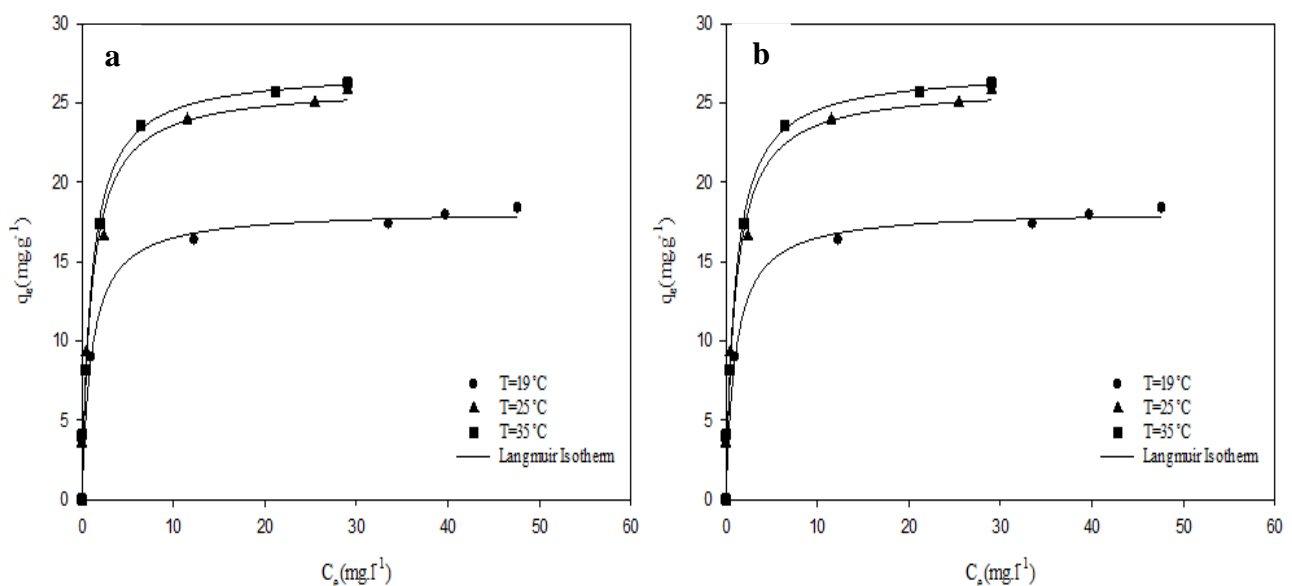 a
30
25
20
15
10
5
0
qe(mg.g-1)
T=19°C
T=25°C
T=35°C
Langmuir Isotherm
0 10 20 30 40 50 60
Ce(mg.l-1)
b
30
25
20
15
10
5
0
qe(mg.g-1)
T=19°C
T=25°C
T=35°C
Langmuir Isotherm
0 10 20 30 40 50 60
Ce(mg.l-1)